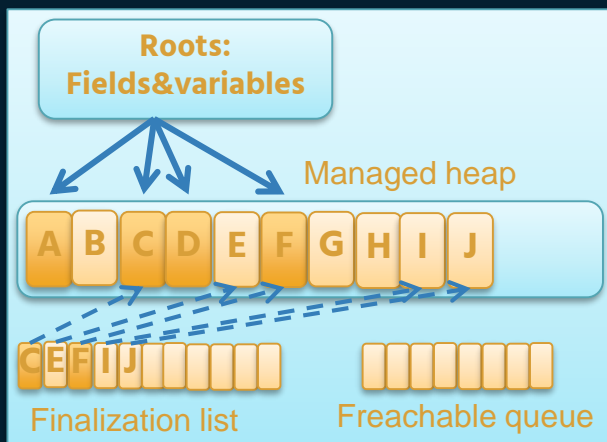 Roots:
Fields&variables
Managed heap
A B C D E F G H I J
C E F I J
Finalization list
Freachable queue